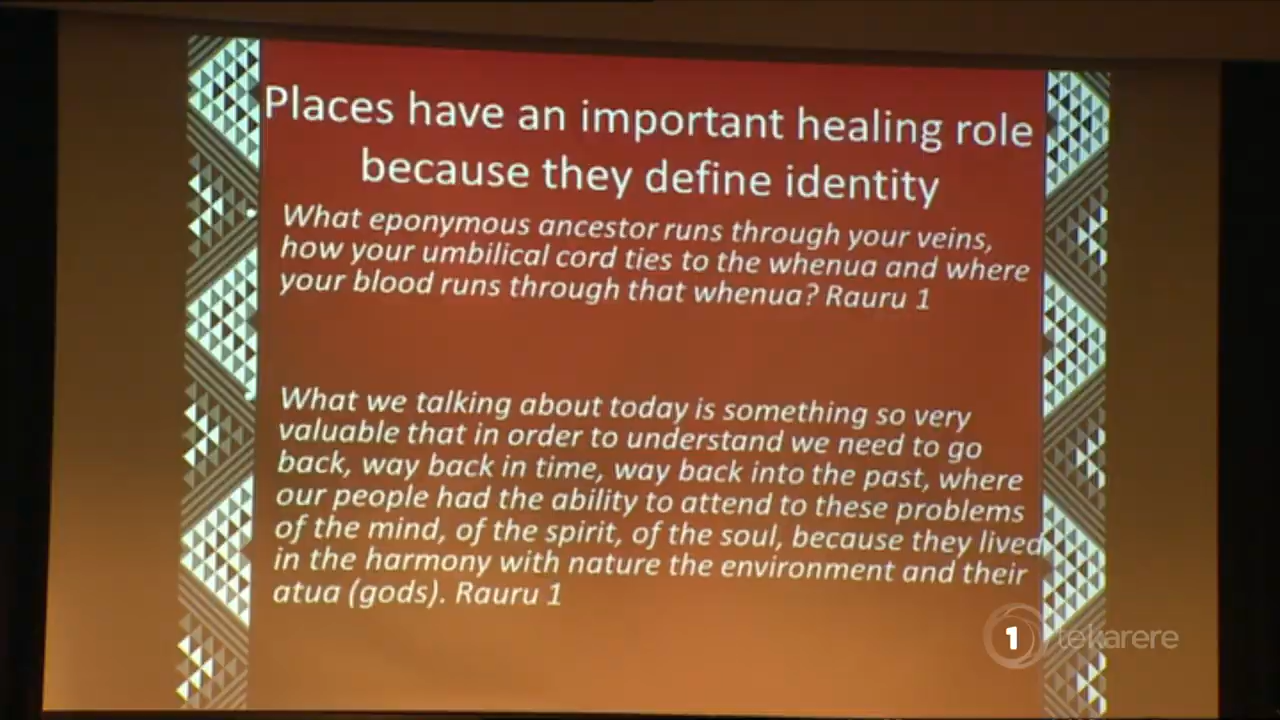 Places have an important healing role
because they define identity
What eponymous ancestor runs through your veins,
how your umbilical cord ties to the whenua and where
your blood runs through that whenua? Rauru 1
What we talking about today is something so very
valuable that in order to understand we need to go
back, way back in time, way back into the past, where
our people had the ability to attend to these problems
of the mind, of the spirit, of the soul, because they lived
in the harmony with nature the environment and their
atua (gods). Rauru 1
1 tekarere